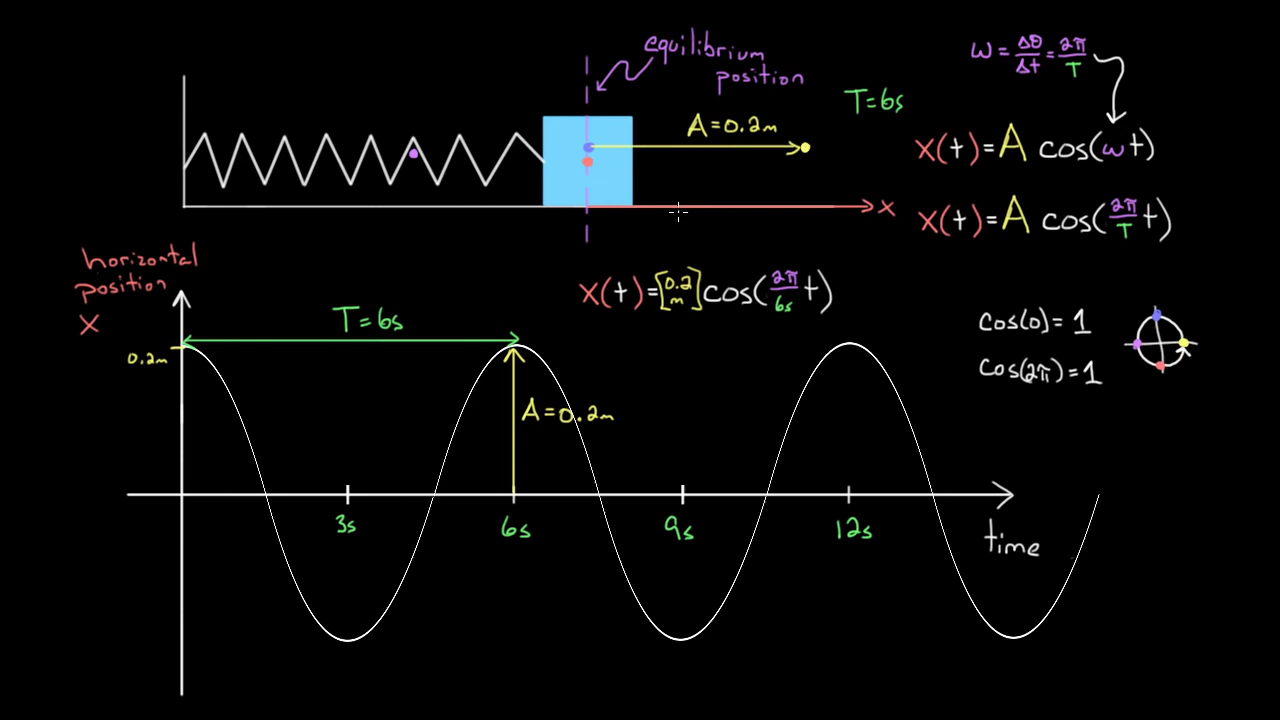 equilibrium
position
ω = Δθ/Δt = 2π/T
T=6s
A=0.2m
x(t)=A cos(ωt)
x
x(t)=A cos(2π/T t)
horizontal
position
x
x(t)=[0.2 m]cos(2π/6s t)
T=6s
cos(0)=1
0.2m
cos(2π)=1
A=0.2m
3s
6s
9s
12s
time